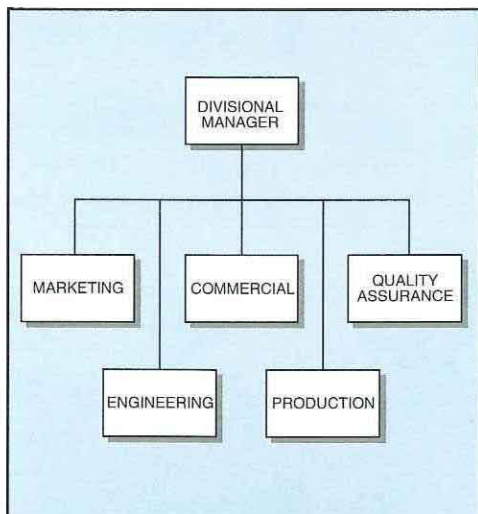 DIVISIONAL
MANAGER
MARKETING
COMMERCIAL
QUALITY
ASSURANCE
ENGINEERING
PRODUCTION